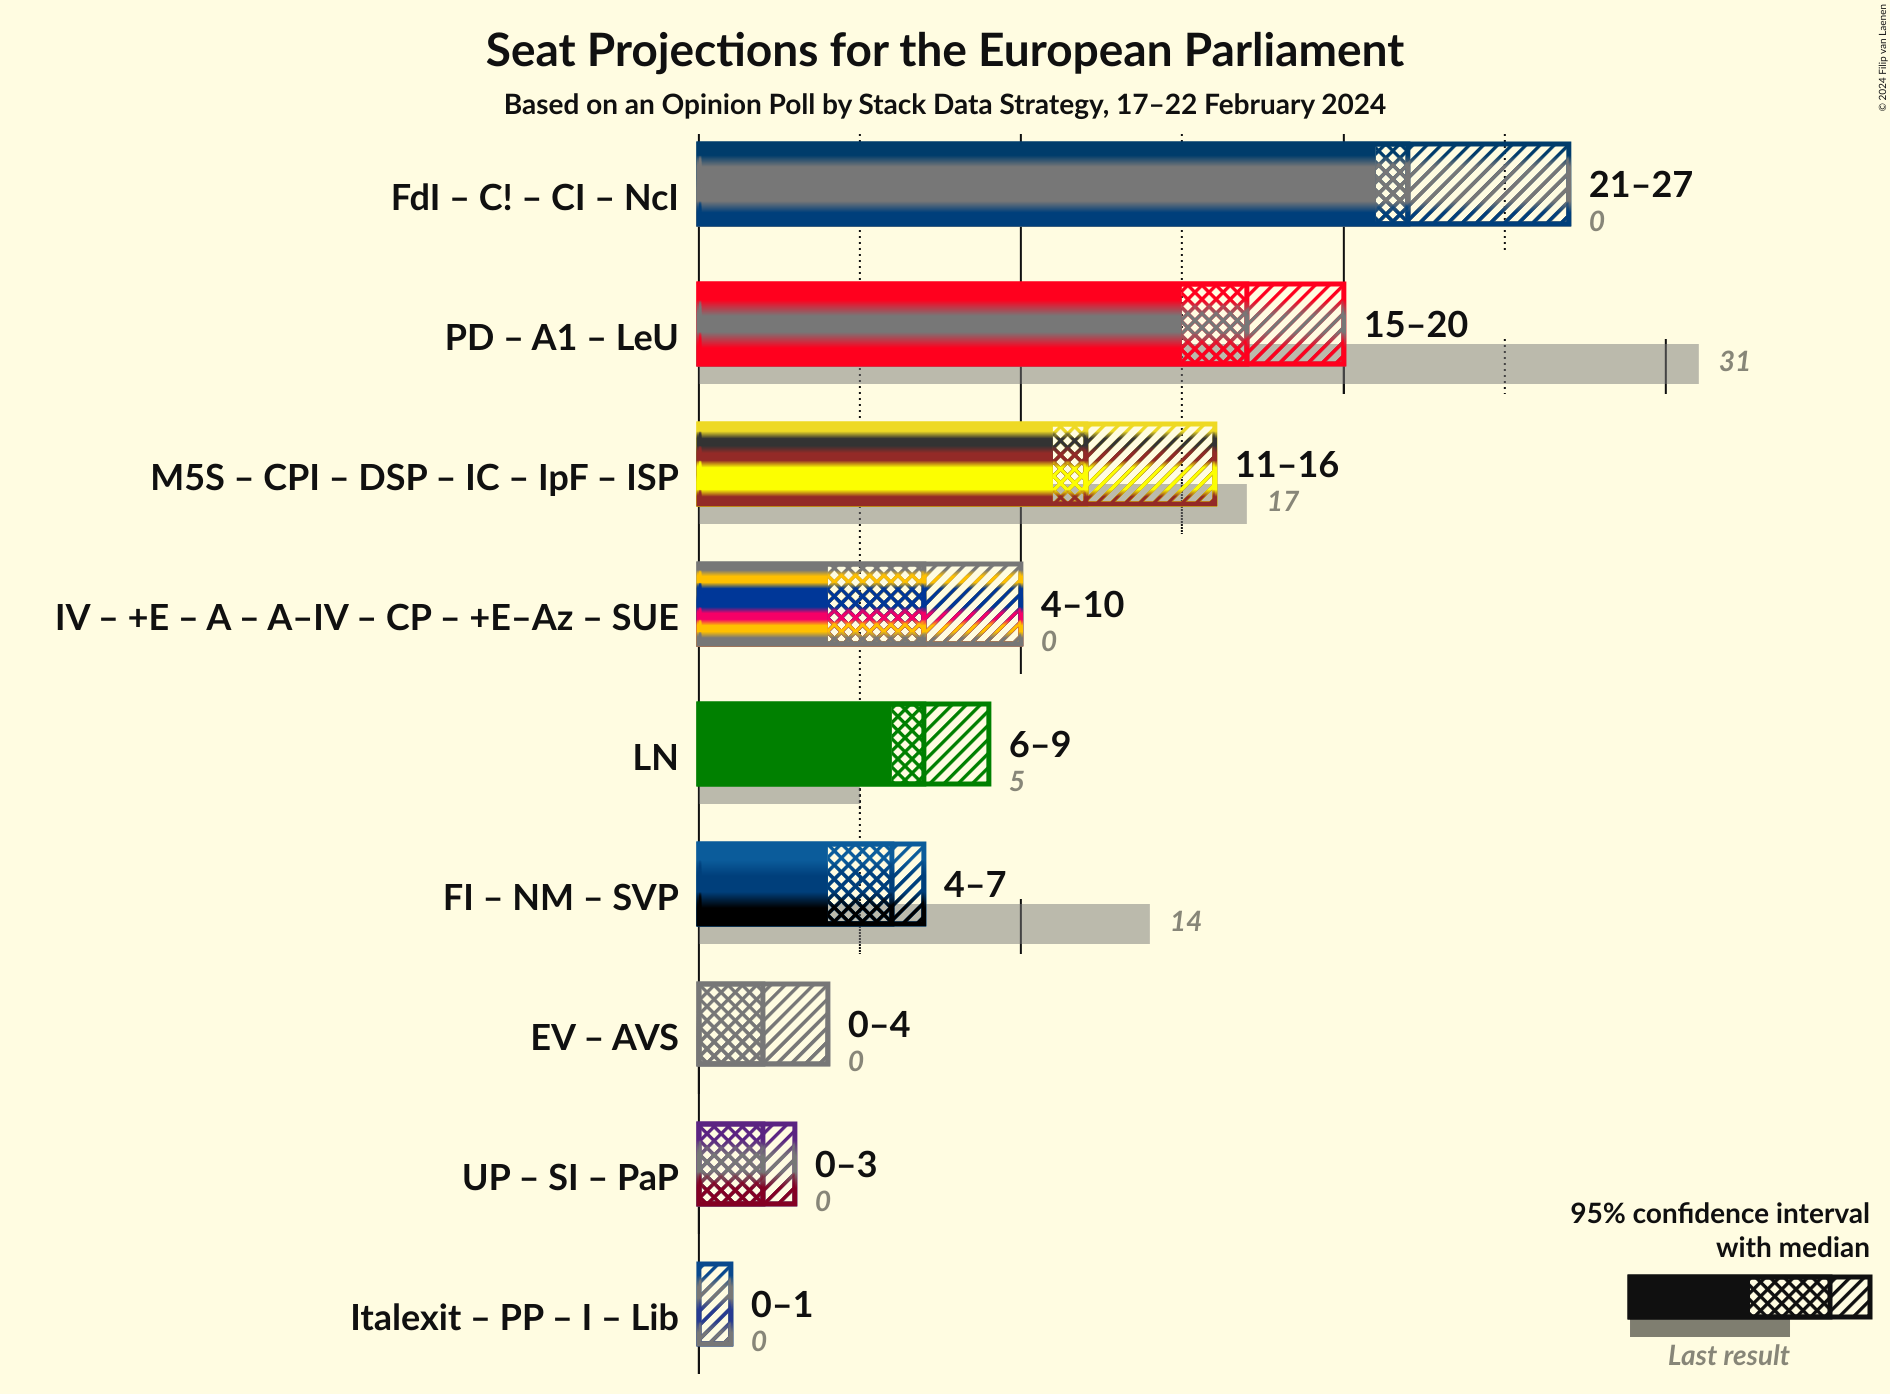 Seat Projections for the European Parliament
Based on an Opinion Poll by Stack Data Strategy, 17–22 February 2024
© 2024 Filip van Laenen
FdI – C! – CI – NcI
21–27
0
PD – A1 – LeU
15–20
31
M5S – CPI – DSP – IC – IpF – ISP
11–16
17
IV – +E – A – A–IV – CP – +E–Az – SUE
4–10
0
LN
6–9
5
FI – NM – SVP
4–7
14
EV – AVS
0–4
0
UP – SI – PaP
0–3
0
Italexit – PP – I – Lib
0–1
0
95% confidence interval
with median
Last result